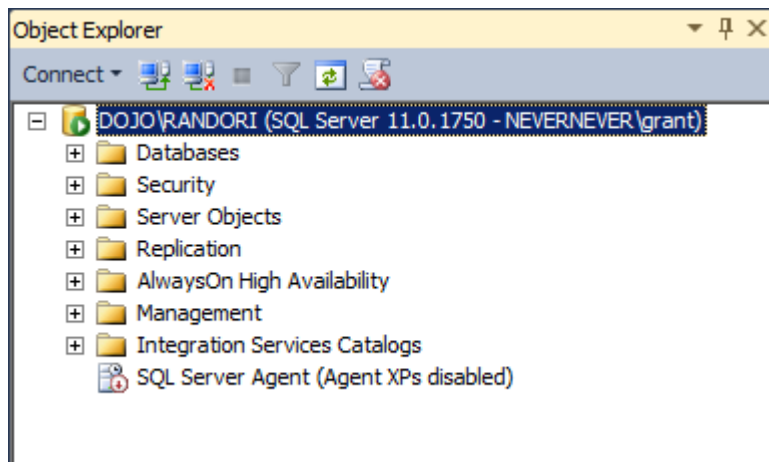 Object Explorer
Connect
DOJO\RANDORI (SQL Server 11.0.1750 - NEVERNEVER\grant)
Databases
Security
Server Objects
Replication
AlwaysOn High Availability
Management
Integration Services Catalogs
SQL Server Agent (Agent XPs disabled)